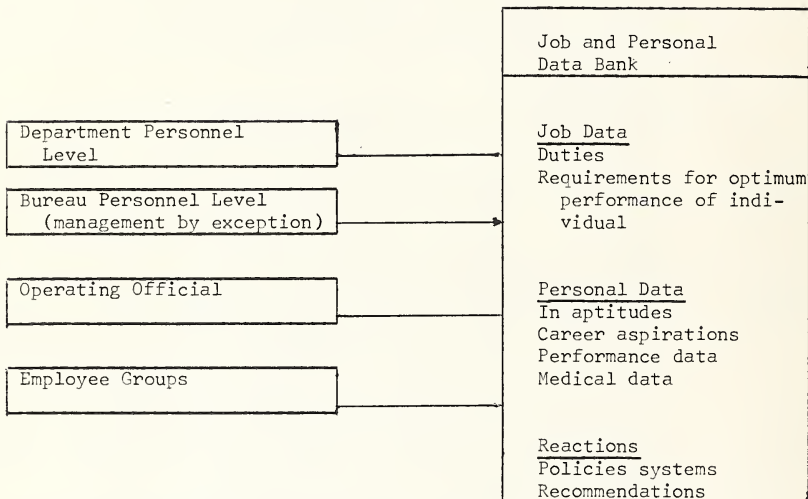 Job and Personal
Data Bank
Department Personnel
Level
Bureau Personnel Level
(management by exception)
Operating Official
Employee Groups
Job Data
Duties
Requirements for optimum
performance of indi-
vidual
Personal Data
In aptitudes
Career aspirations
Performance data
Medical data
Reactions
Policies systems
Recommendations